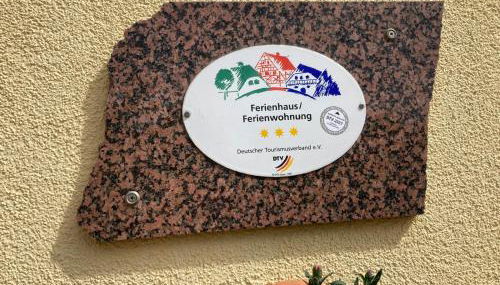 Ferienhaus/
Ferienwohnung
Deutscher Tourismusverband e.V.
DTV